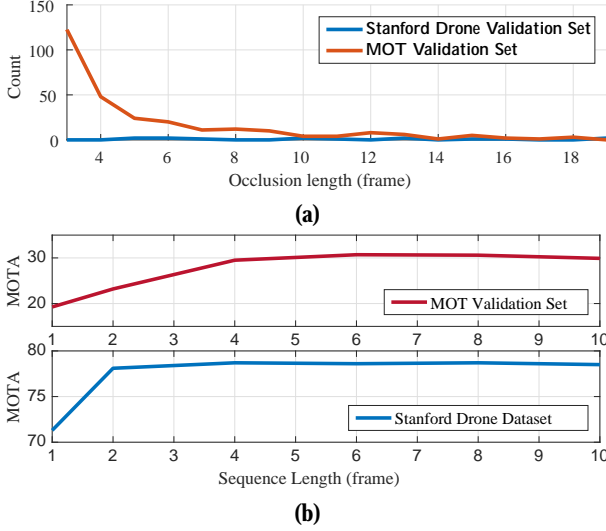 150
Stanford Drone Validation Set
MOT Validation Set
100
Count
50
0
4 6 8 10 12 14 16 18
Occlusion length (frame)
(a)
30
MOTA
20
MOT Validation Set
1 2 3 4 5 6 7 8 9 10
80
75
MOTA
Stanford Drone Dataset
70
1 2 3 4 5 6 7 8 9 10
Sequence Length (frame)
(b)